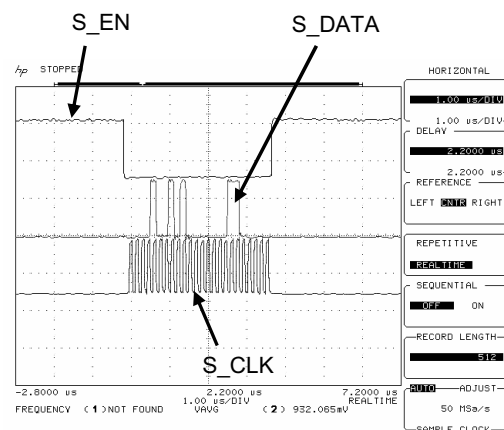 S_EN
S_DATA
hp STOPPED
HORIZONTAL
1.00 us/DIV
1.00 us/DIV
DELAY
2.2000 us
2.2000 us
REFERENCE
LEFT CNTR RIGHT
REPETITIVE
REALTIME
SEQUENTIAL
OFF ON
RECORD LENGTH
512
AUTO ADJUST
50 MSa/s
SAMPLE CLOCK
S_CLK
-2.8000 us 2.2000 us 7.2000 us
1.00 us/DIV REALTIME
FREQUENCY (1) NOT FOUND VAVG (2) 932.065mV